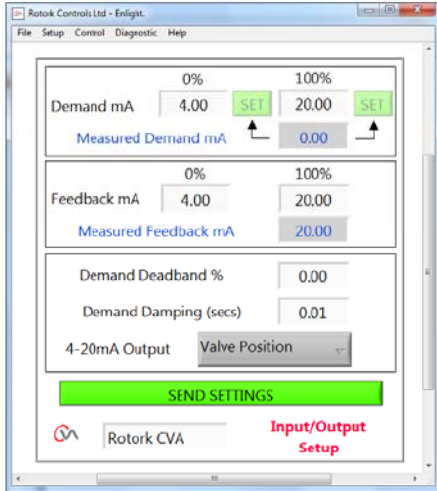 Rotork Controls Ltd - Enlight.
File Setup Control Diagnostic Help
0% 100%
Demand mA 4.00 SET 20.00 SET
Measured Demand mA 0.00
0% 100%
Feedback mA 4.00 20.00
Measured Feedback mA 20.00
Demand Deadband % 0.00
Demand Damping (secs) 0.01
4-20mA Output Valve Position
SEND SETTINGS
Rotork CVA Input/Output
Setup